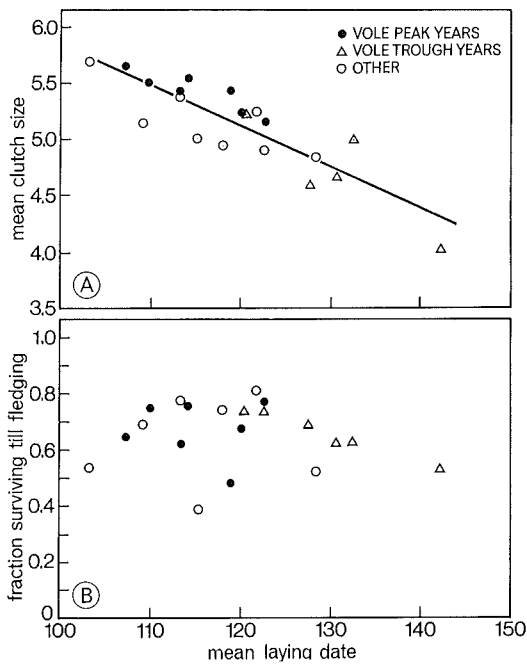 6.0
5.5
5.0
4.5
4.0
3.5
mean clutch size
● VOLE PEAK YEARS
△ VOLE TROUGH YEARS
○ OTHER
A
1.0
0.8
0.6
0.4
0.2
0
fraction surviving till fledging
B
100 110 120 130 140 150
mean laying date